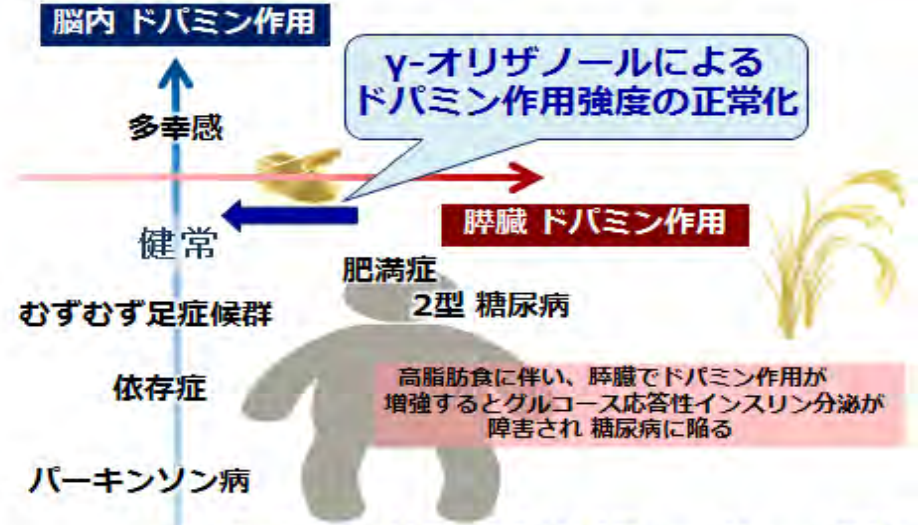 脳内 ドパミン作用
γ-オリザノールによる
ドパミン作用強度の正常化
多幸感
膵臓 ドパミン作用
健常
肥満症
2型 糖尿病
むずむず足症候群
依存症
高脂肪食に伴い、膵臓でドパミン作用が
増強するとグルコース応答性インスリン分泌が
障害され 糖尿病に陥る
パーキンソン病